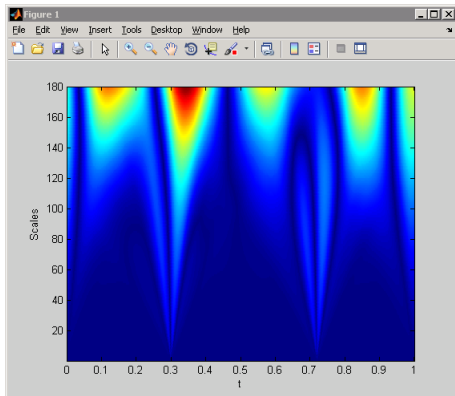 Figure 1
File Edit View Insert Tools Desktop Window Help
180
160
140
120
100
80
60
40
20
Scales
0 0.1 0.2 0.3 0.4 0.5 0.6 0.7 0.8 0.9 1
t